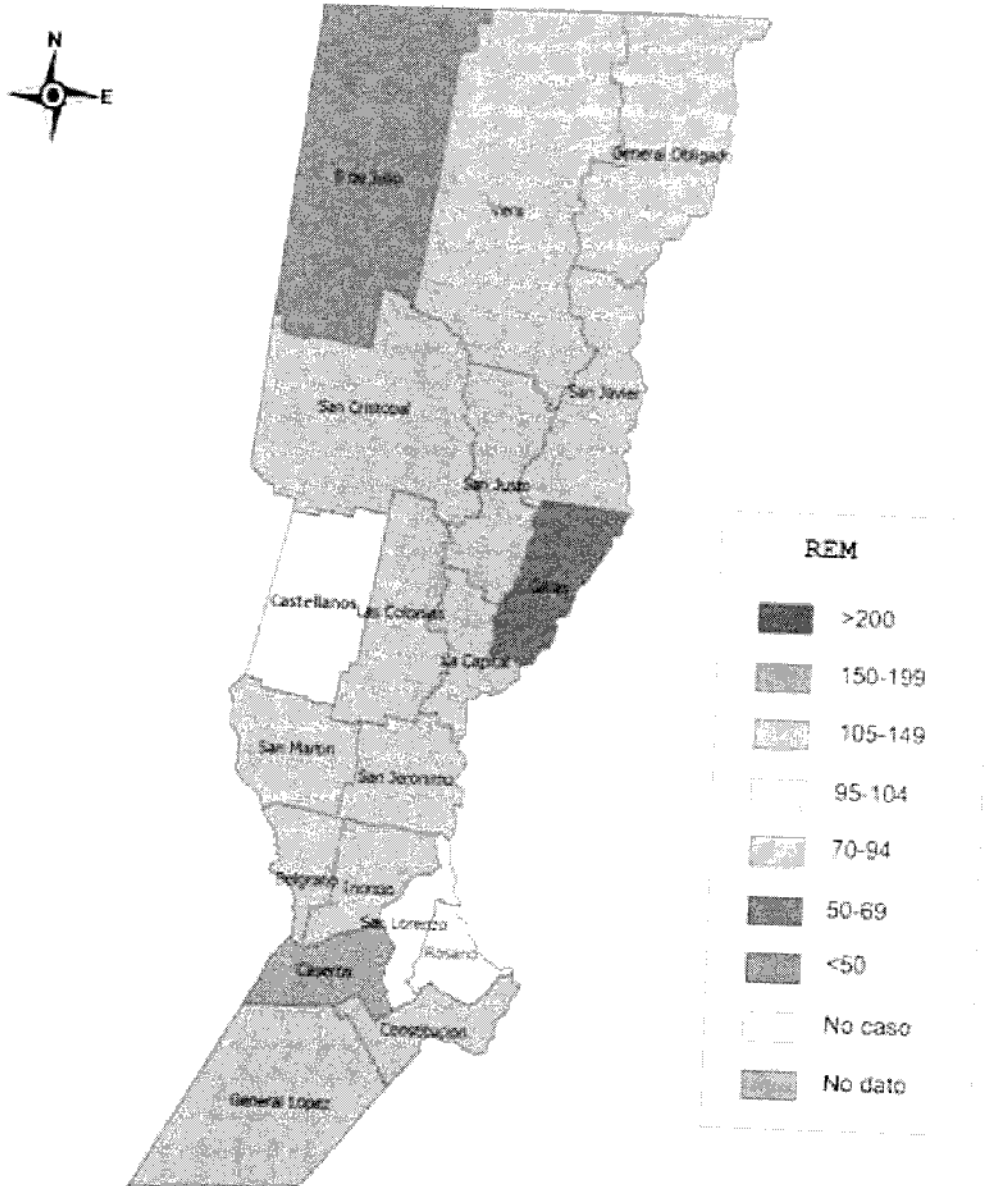 N
E
General Obligado
Vera
San Javier
San Cristobal
San Justo
Castellanos
Las Colonias
Garay
La Capital
San Martin
San Jeronimo
Belgrano
Iriondo
San Lorenzo
Rosario
Caseros
Constitucion
General Lopez
REM
>200
150-199
105-149
95-104
70-94
50-69
<50
No caso
No dato